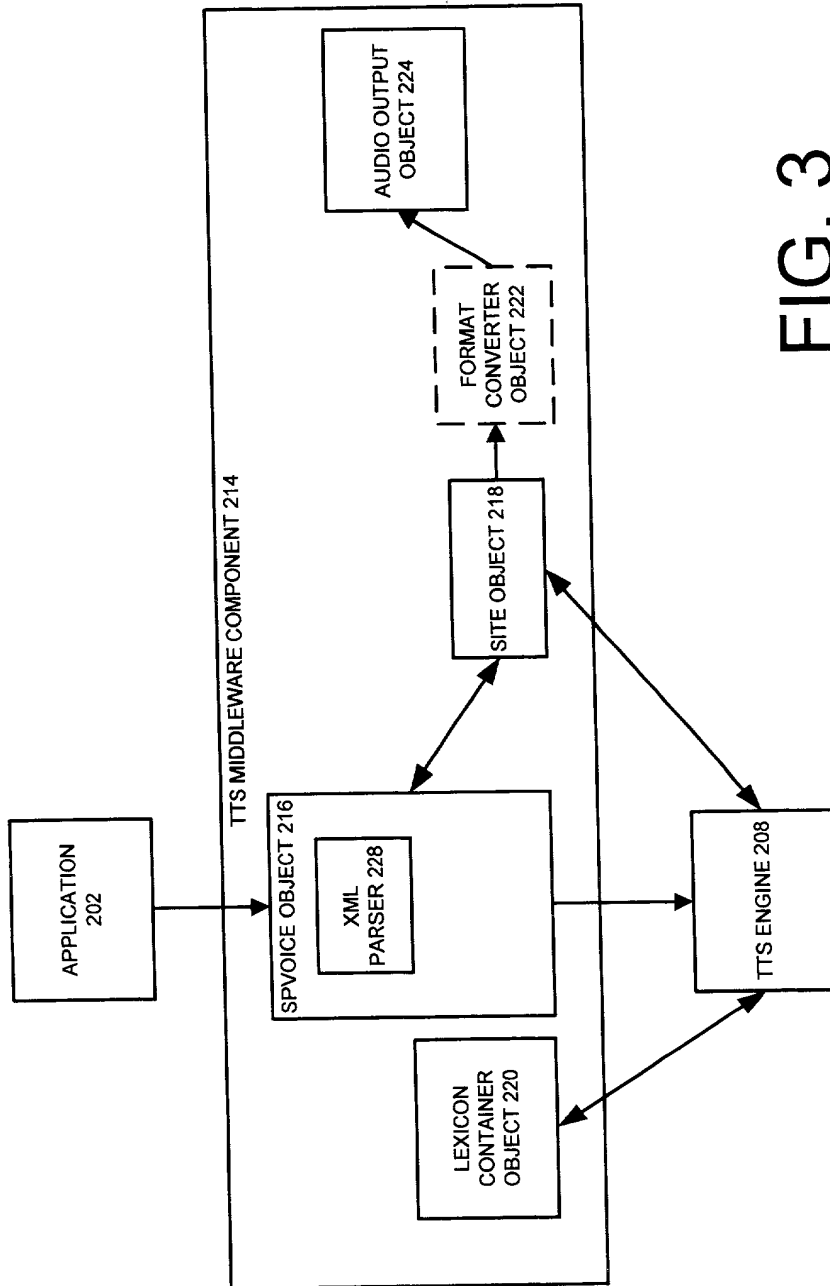 APPLICATION
202
TTS MIDDLEWARE COMPONENT 214
LEXICON
CONTAINER
OBJECT 220
SPVOICE OBJECT 216
XML
PARSER 228
SITE OBJECT 218
FORMAT
CONVERTER
OBJECT 222
AUDIO OUTPUT
OBJECT 224
TTS ENGINE 208
FIG. 3